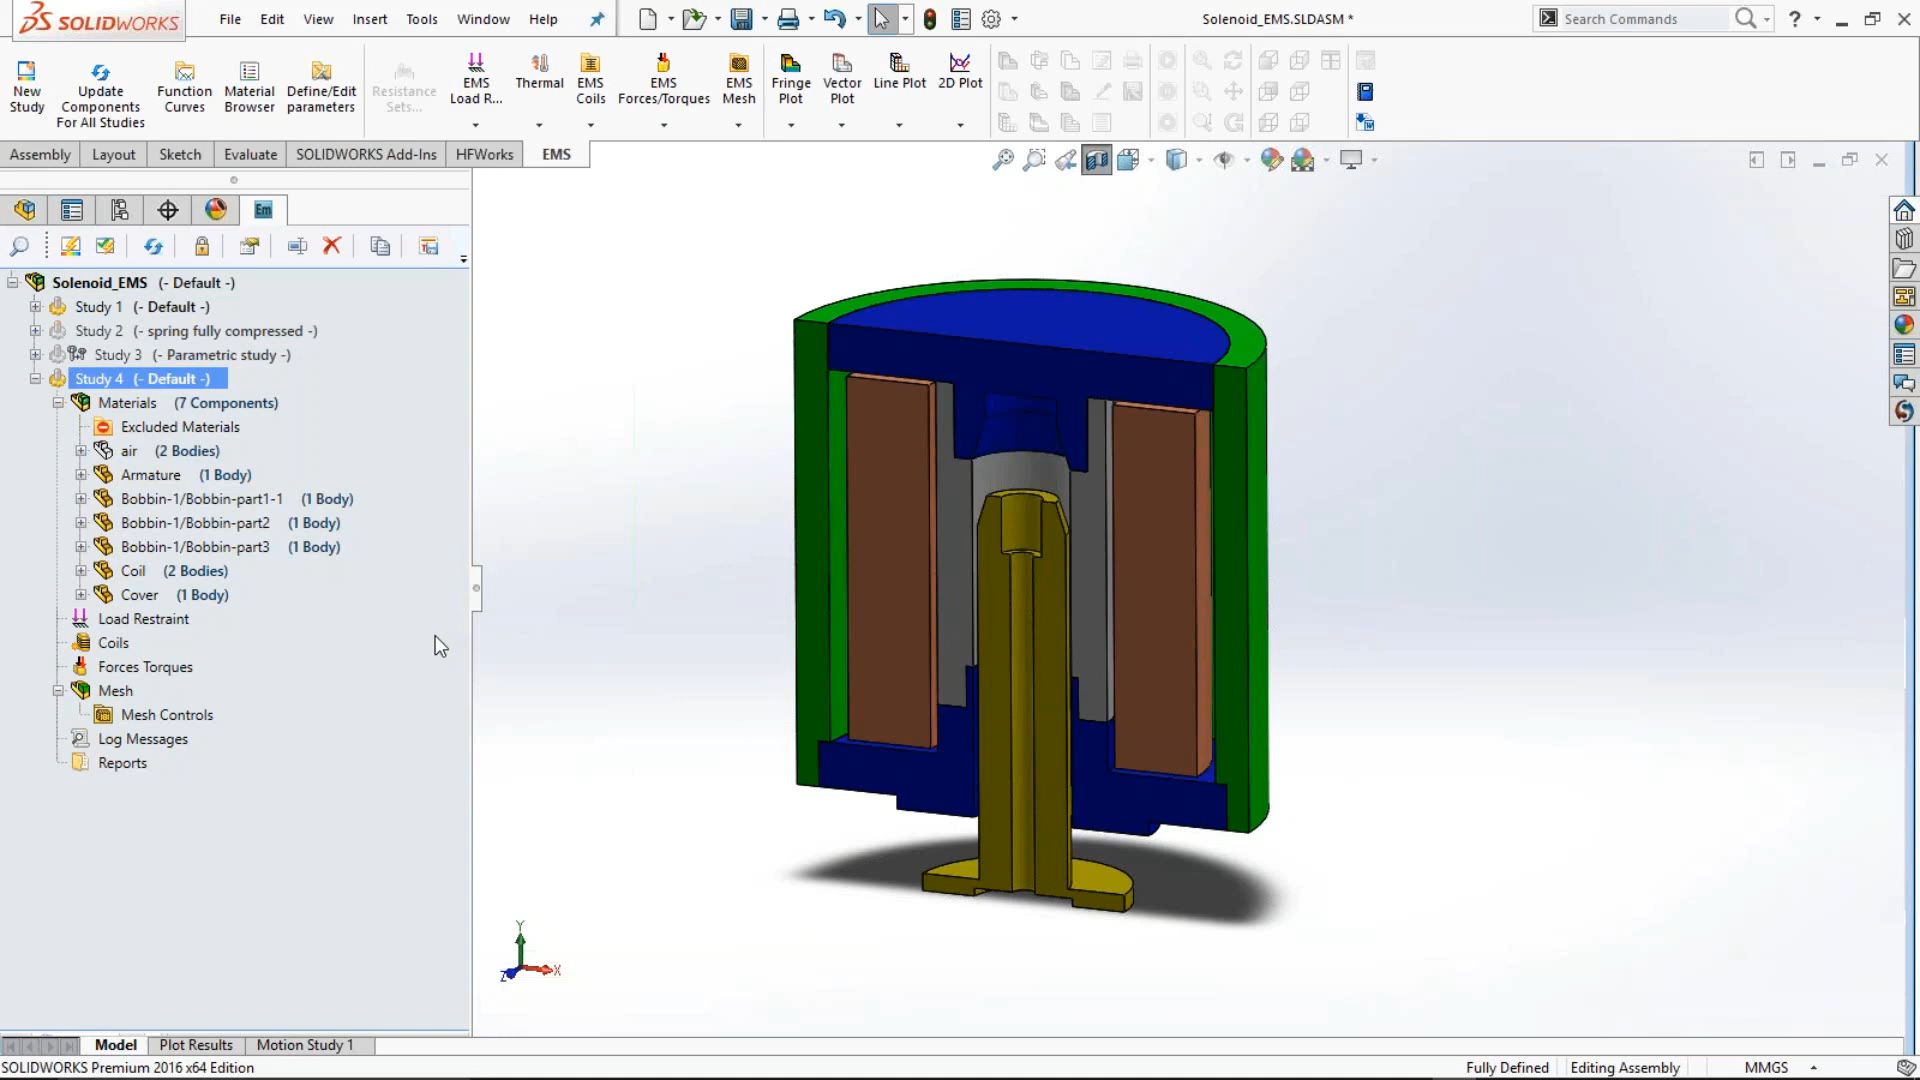 SOLIDWORKS
File Edit View Insert Tools Window Help
Solenoid_EMS.SLDASM *
Search Commands
?
New Study
Update Components For All Studies
Function Curves
Material Browser
Define/Edit parameters
Resistance Sets...
EMS Load R...
Thermal
EMS Coils
EMS Forces/Torques
EMS Mesh
Fringe Plot
Vector Plot
Line Plot
2D Plot
Assembly Layout Sketch Evaluate SOLIDWORKS Add-Ins HFWorks EMS
Em
Solenoid_EMS (- Default -)
Study 1 (- Default -)
Study 2 (- spring fully compressed -)
Study 3 (- Parametric study -)
Study 4 (- Default -)
Materials (7 Components)
Excluded Materials
air (2 Bodies)
Armature (1 Body)
Bobbin-1/Bobbin-part1-1 (1 Body)
Bobbin-1/Bobbin-part2 (1 Body)
Bobbin-1/Bobbin-part3 (1 Body)
Coil (2 Bodies)
Cover (1 Body)
Load Restraint
Coils
Forces Torques
Mesh
Mesh Controls
Log Messages
Reports
Y
Z X
Model Plot Results Motion Study 1
SOLIDWORKS Premium 2016 x64 Edition
Fully Defined Editing Assembly MMGS